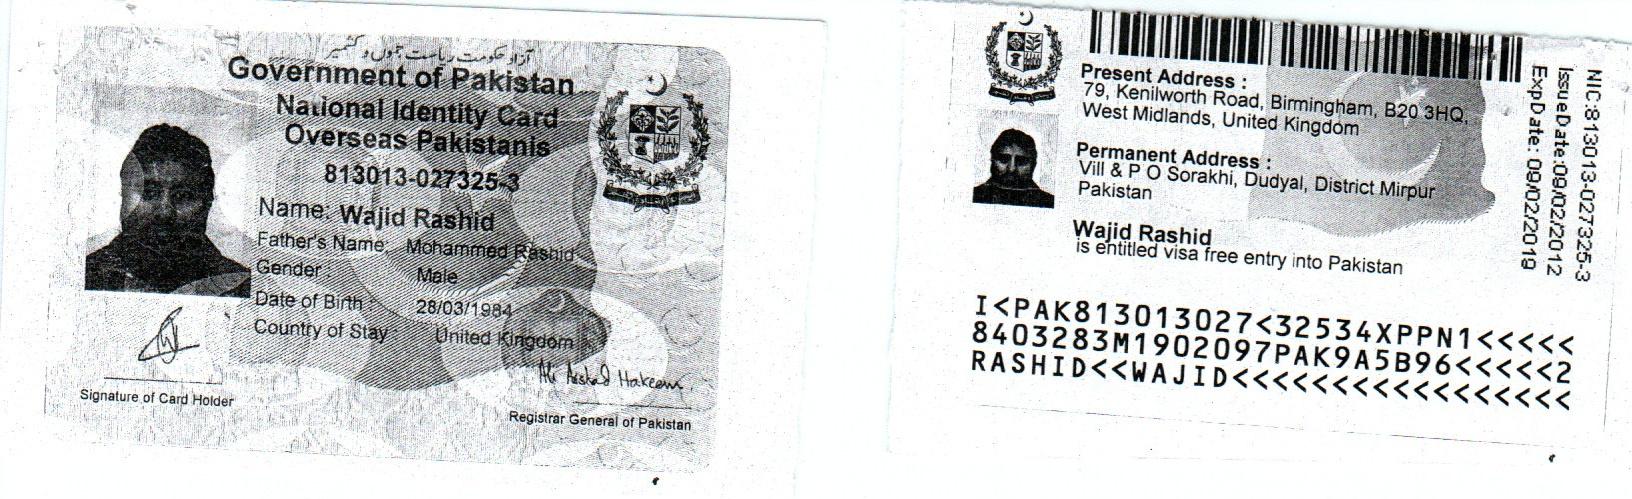 آزاد حکومت ریاست جموں و کشمیر
Government of Pakistan
National Identity Card
Overseas Pakistanis
813013-027325-3
Name: Wajid Rashid
Father's Name Mohammed Rashid
Gender : Male
Date of Birth : 28/03/1984
Country of Stay : United Kingdom
Signature of Card Holder
Registrar General of Pakistan
Present Address :
79, Kenilworth Road, Birmingham, B20 3HQ,
West Midlands, United Kingdom
Permanent Address :
Vill & P O Sorakhi, Dudyal, District Mirpur
Pakistan
Wajid Rashid
is entitled visa free entry into Pakistan
NIC:813013-027325-3
IssueDate:09/02/2012
ExpDate: 09/02/2019
I<PAK813013027<32534XPPN1<<<<<
8403283M1902097PAK9A5B96<<<<<2
RASHID<<WAJID<<<<<<<<<<<<<<<<<